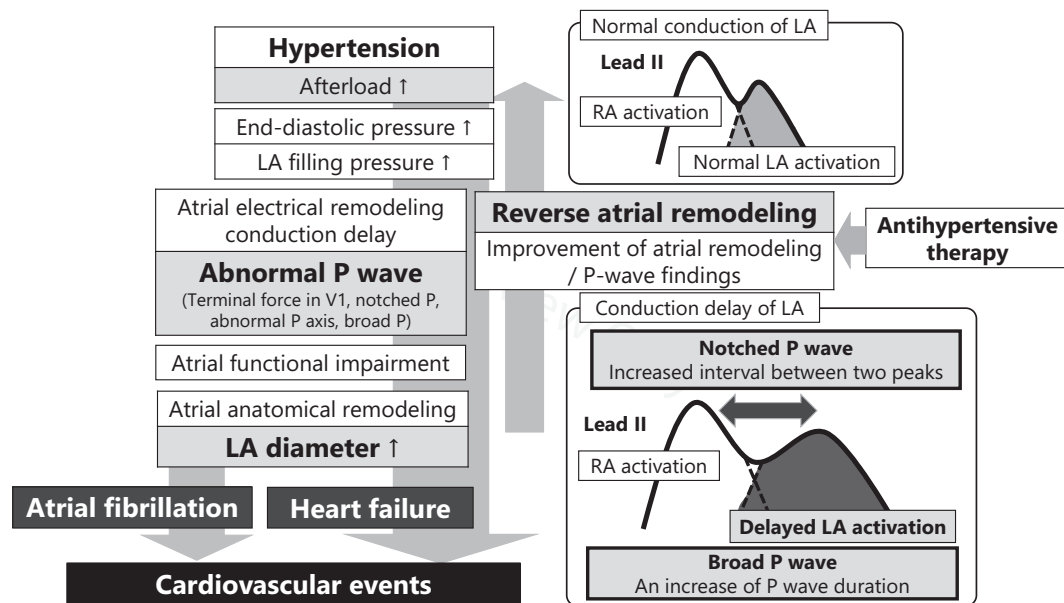 Hypertension
Afterload ↑
End-diastolic pressure ↑
LA filling pressure ↑
Atrial electrical remodeling
conduction delay
Abnormal P wave
(Terminal force in V1, notched P,
abnormal P axis, broad P)
Atrial functional impairment
Atrial anatomical remodeling
LA diameter ↑
Atrial fibrillation
Heart failure
Cardiovascular events
Reverse atrial remodeling
Improvement of atrial remodeling
/ P-wave findings
Antihypertensive
therapy
Normal conduction of LA
Lead II
RA activation
Normal LA activation
Conduction delay of LA
Notched P wave
Increased interval between two peaks
Lead II
RA activation
Delayed LA activation
Broad P wave
An increase of P wave duration